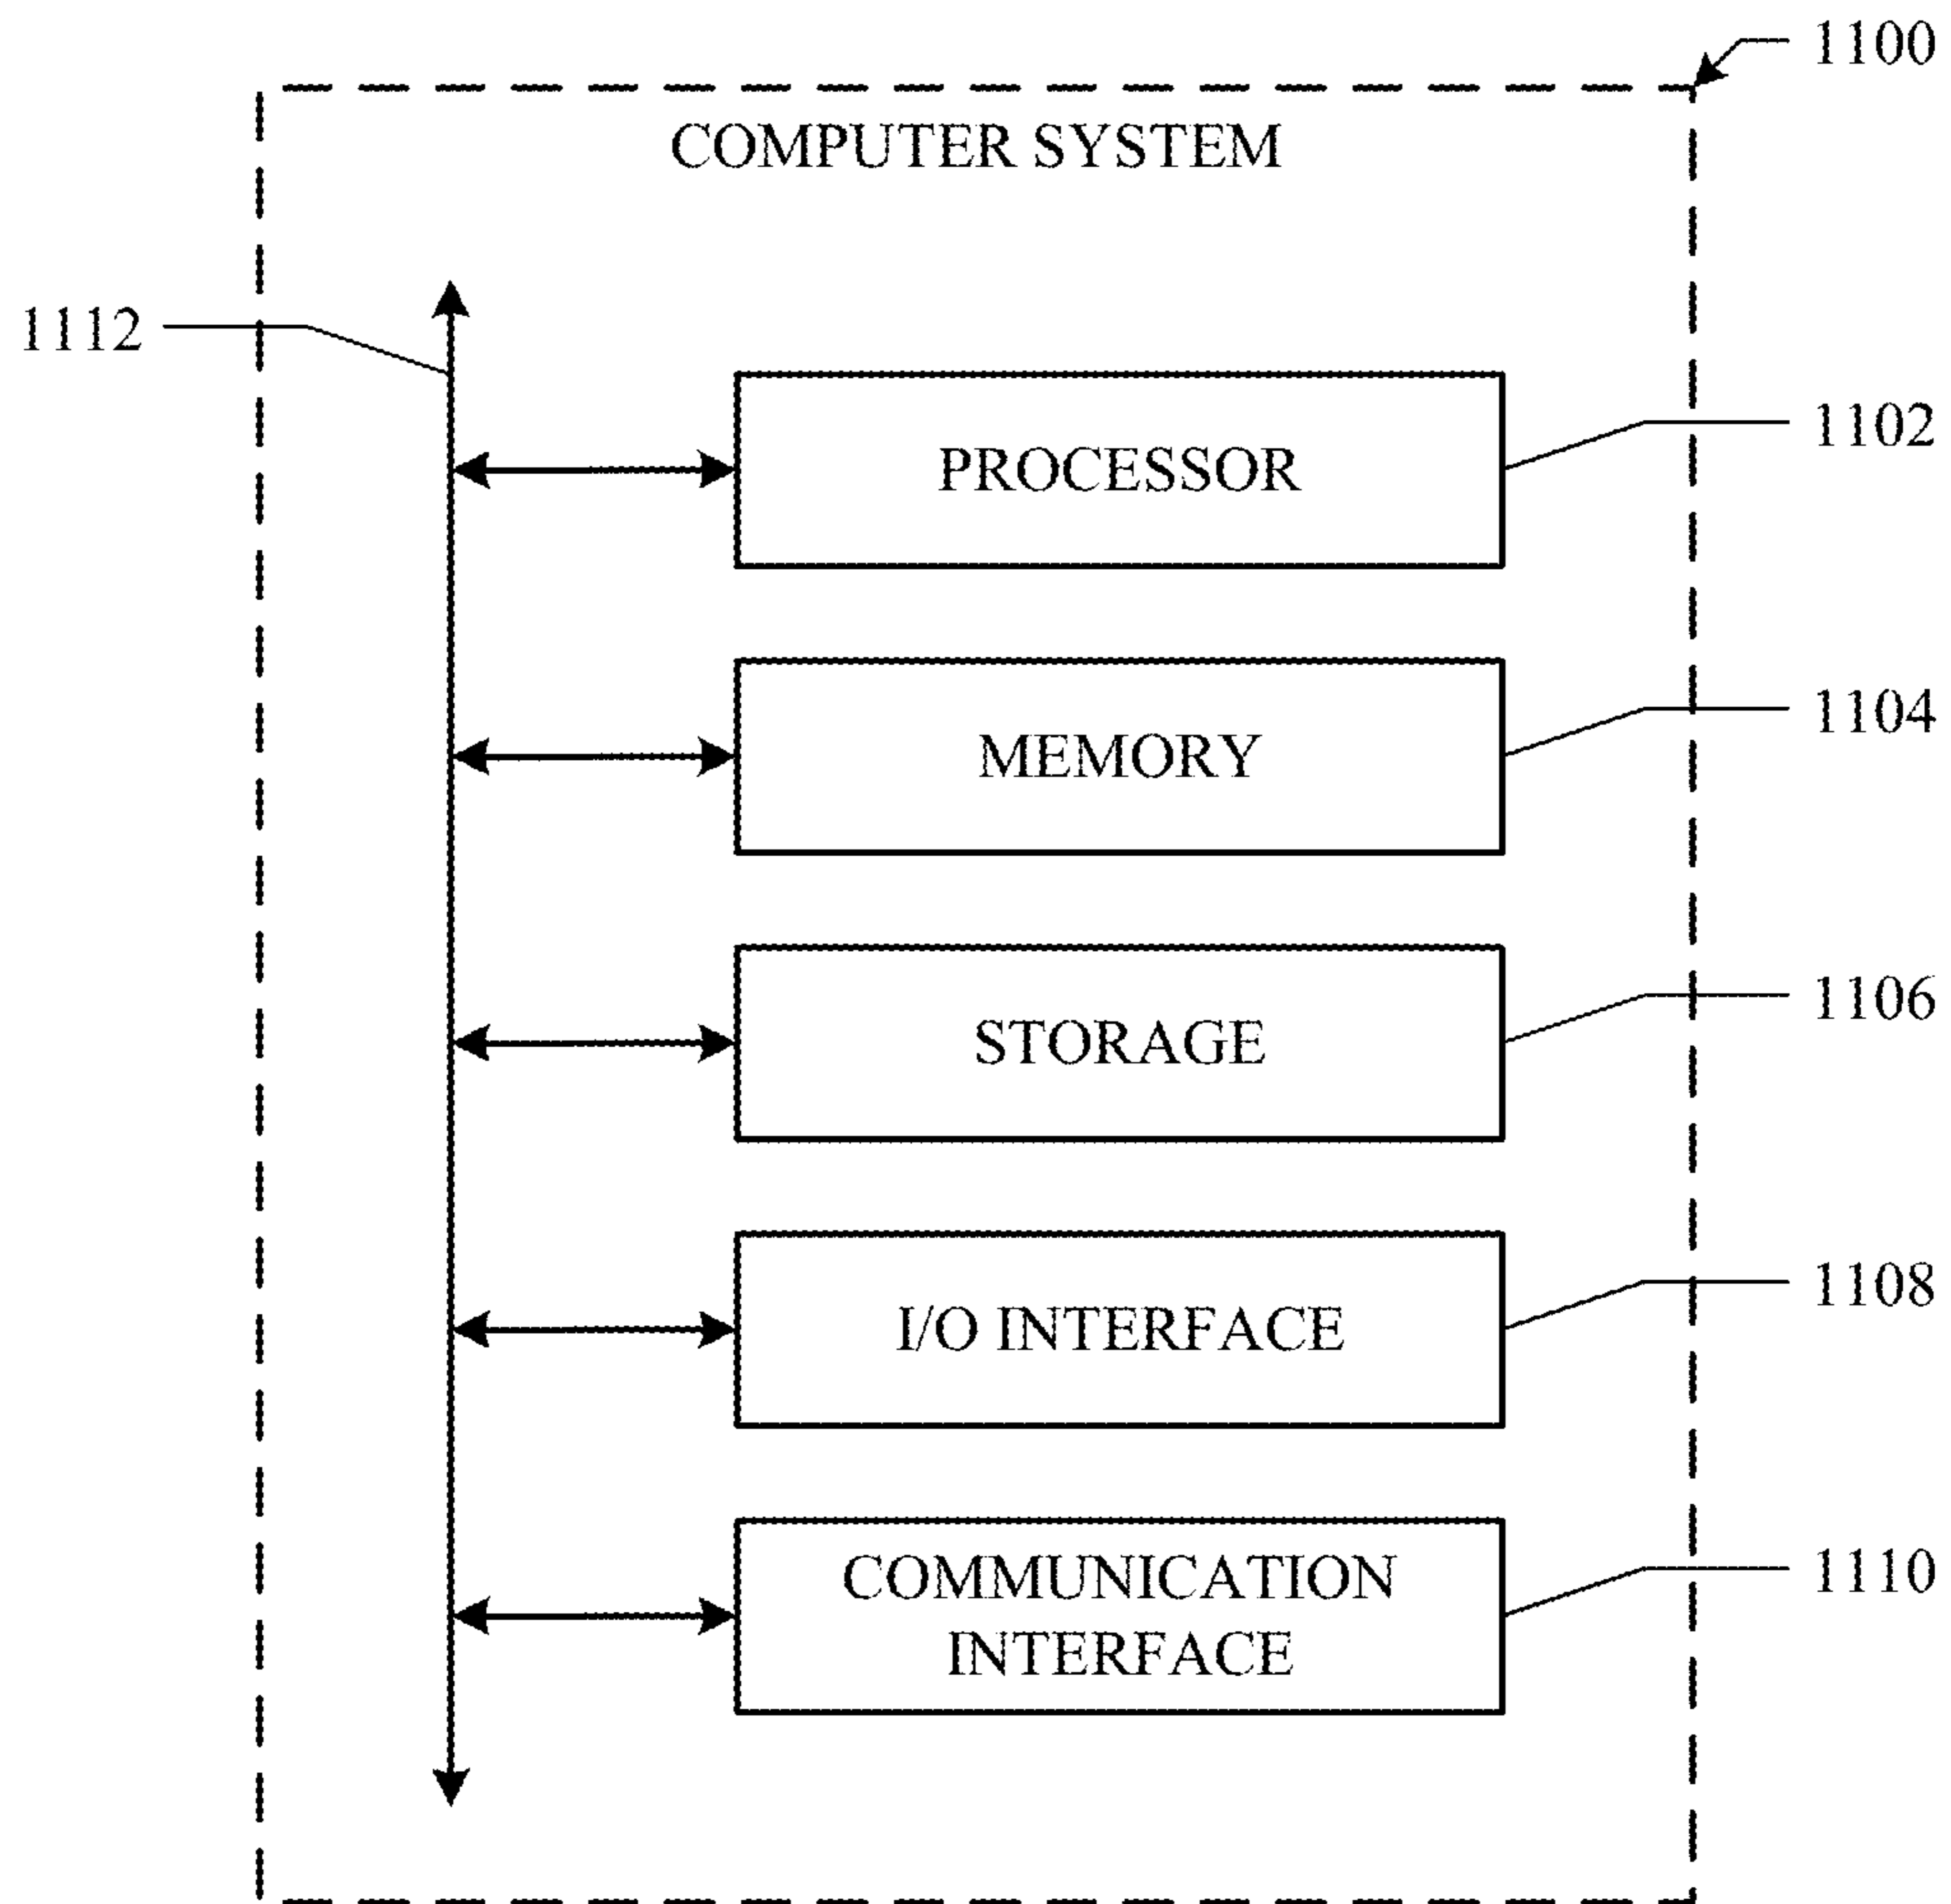 1100
COMPUTER SYSTEM
1112
1102
PROCESSOR
1104
MEMORY
1106
STORAGE
1108
I/O INTERFACE
1110
COMMUNICATION
INTERFACE